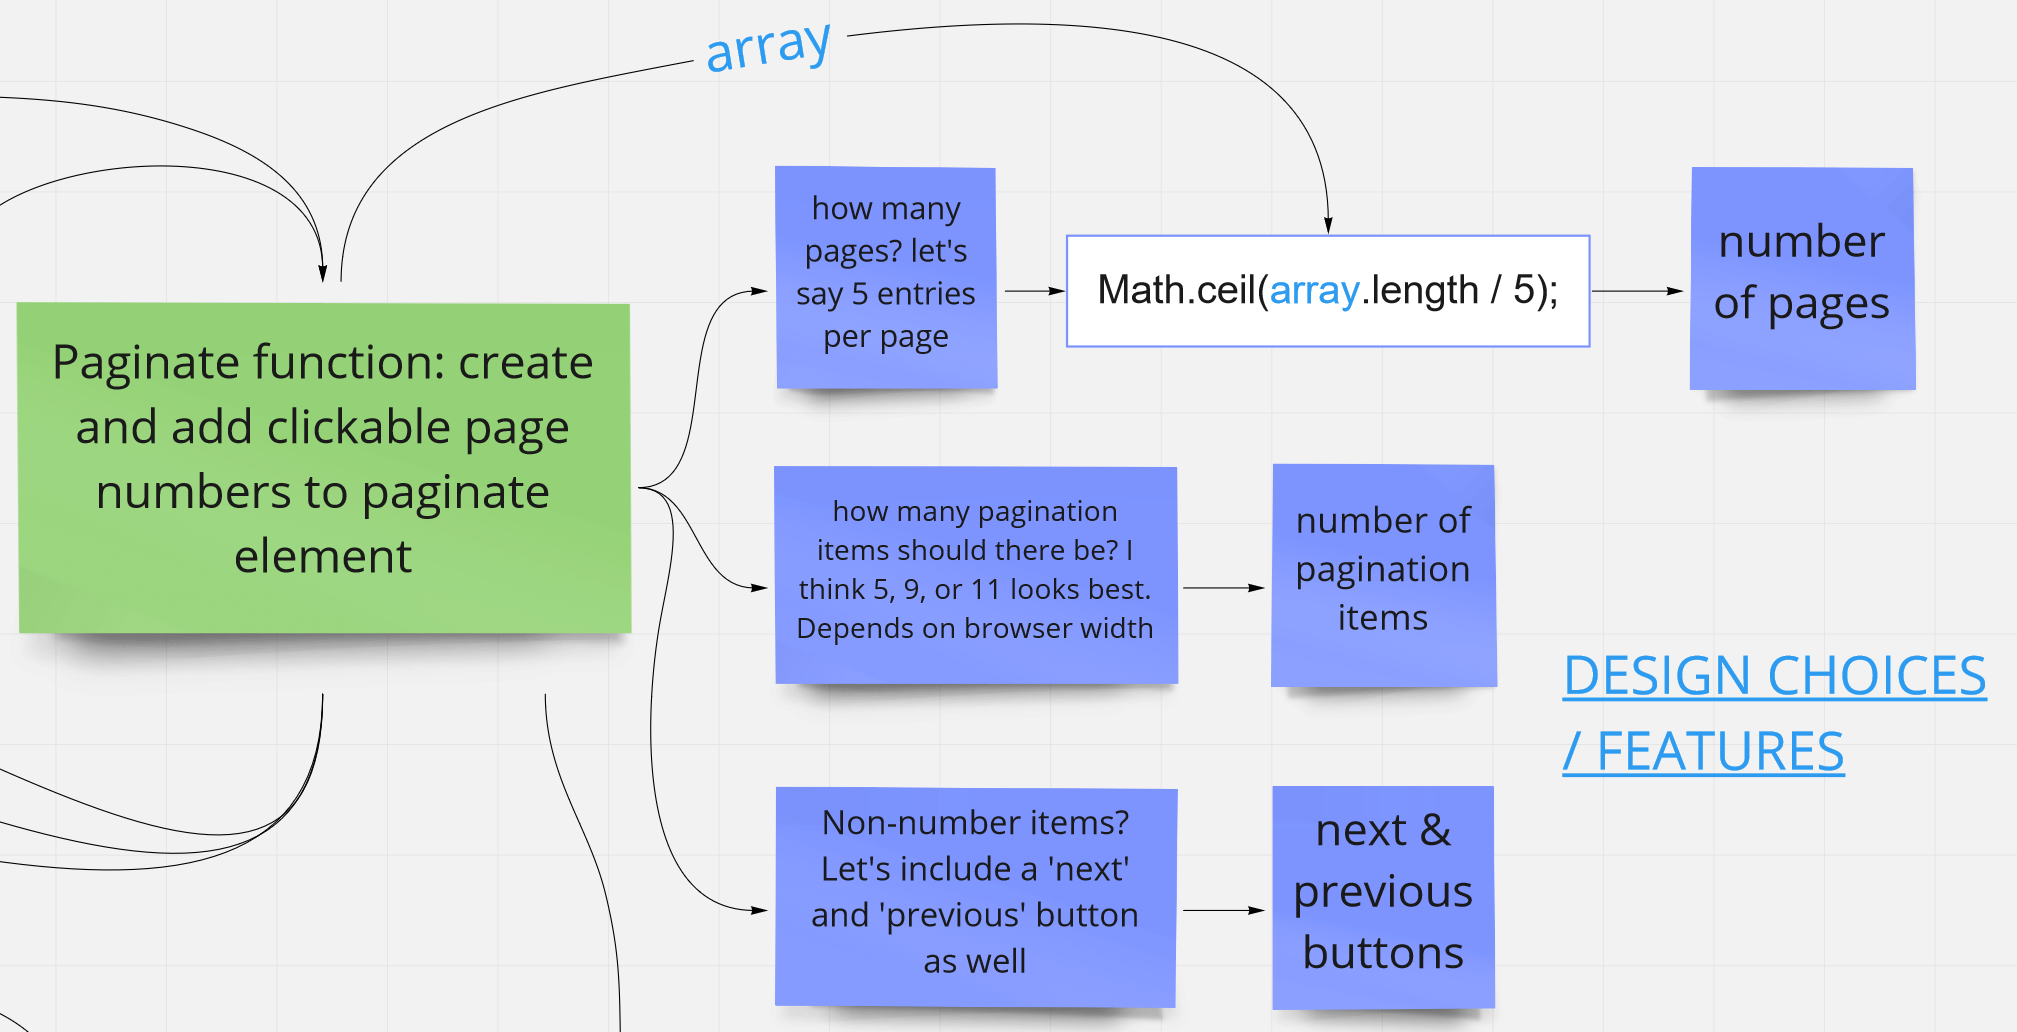 array
how many
pages? let's
say 5 entries
per page
Math.ceil(array.length / 5);
number
of pages
Paginate function: create
and add clickable page
numbers to paginate
element
how many pagination
items should there be? I
think 5, 9, or 11 looks best.
Depends on browser width
number of
pagination
items
DESIGN CHOICES
/ FEATURES
Non-number items?
Let's include a 'next'
and 'previous' button
as well
next &
previous
buttons